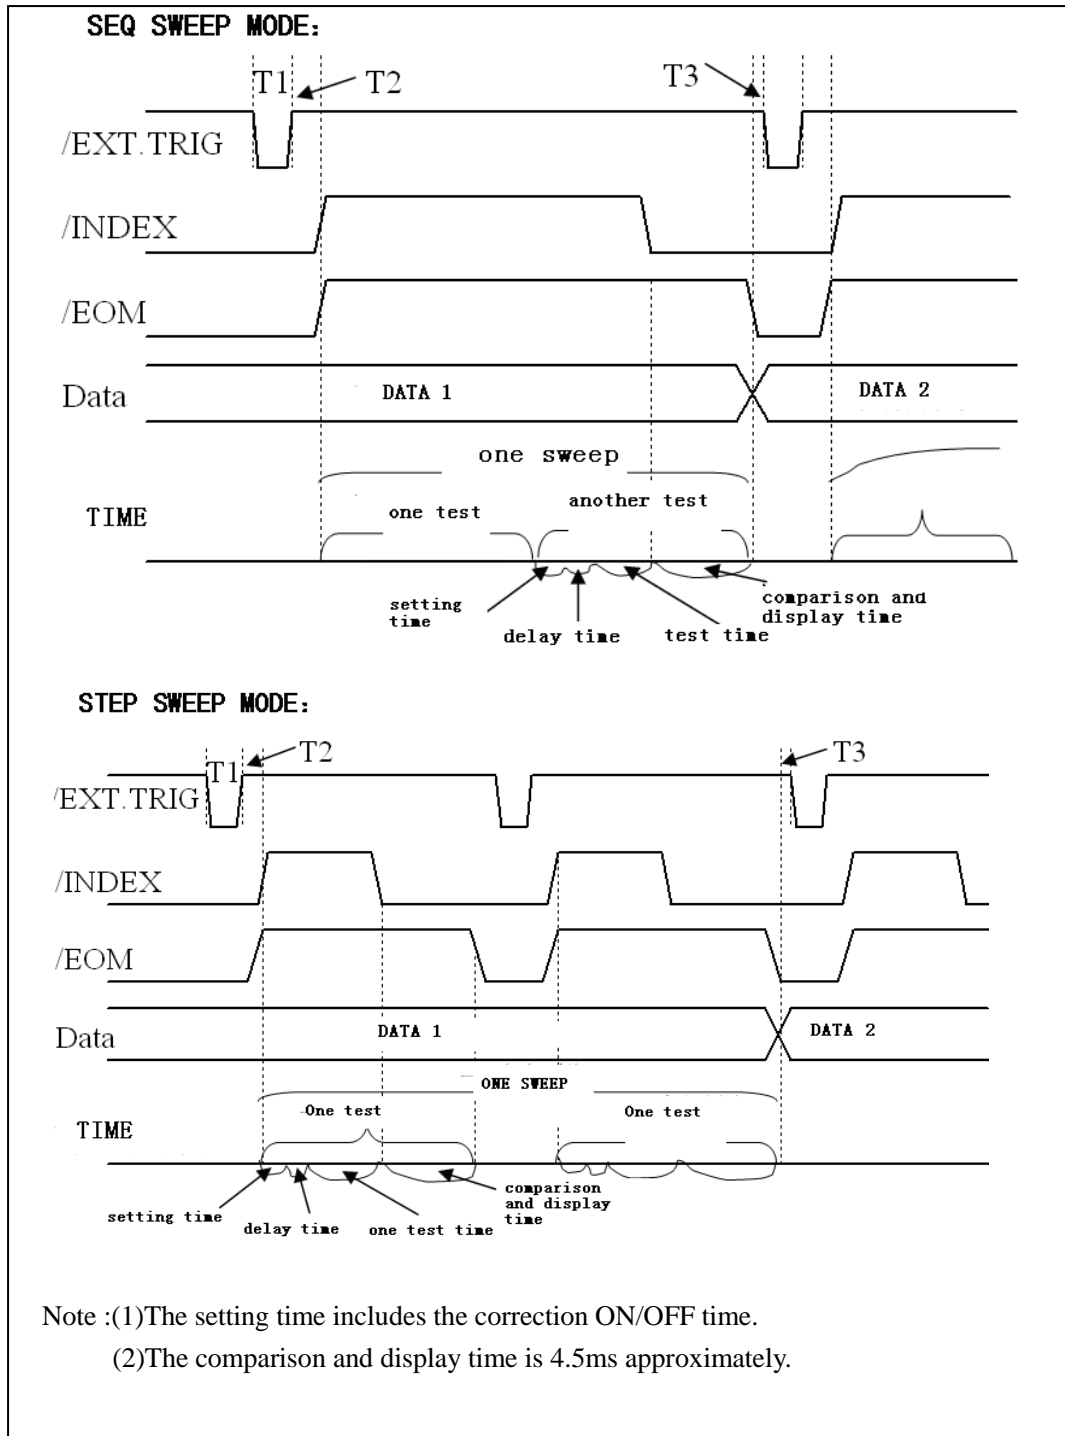 SEQ SWEEP MODE:
T1
T2
T3
/EXT.TRIG
/INDEX
/EOM
Data
DATA 1
DATA 2
one sweep
another test
one test
TIME
setting
time
delay time
test time
comparison and
display time
STEP SWEEP MODE:
T1
T2
T3
/EXT.TRIG
/INDEX
/EOM
Data
DATA 1
DATA 2
ONE SWEEP
One test
One test
TIME
setting time
delay time
one test time
comparison
and display
time
Note :(1)The setting time includes the correction ON/OFF time.
(2)The comparison and display time is 4.5ms approximately.